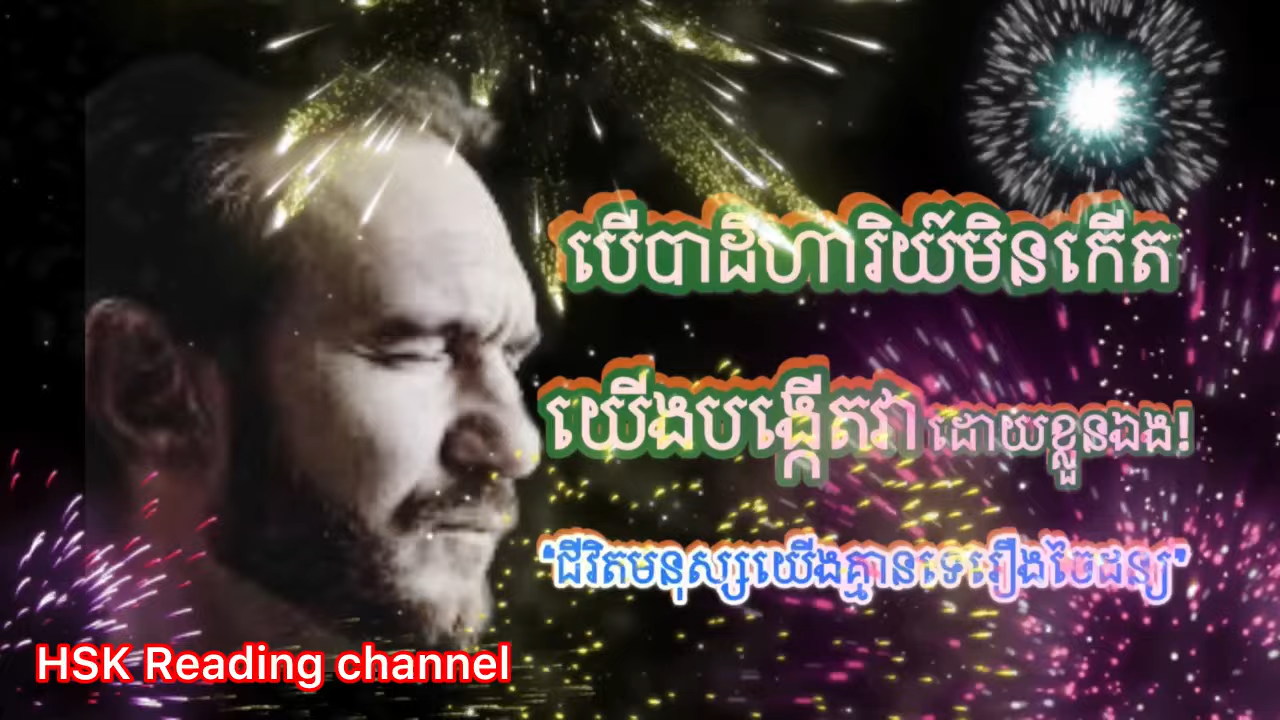 បើបាដិហារិយ៍មិនកើត
យើងបង្កើតវាដោយខ្លួនឯង!
‘ជីវិតមនុស្សយើងគ្មានទេរឿងចៃដន្យ’
HSK Reading channel